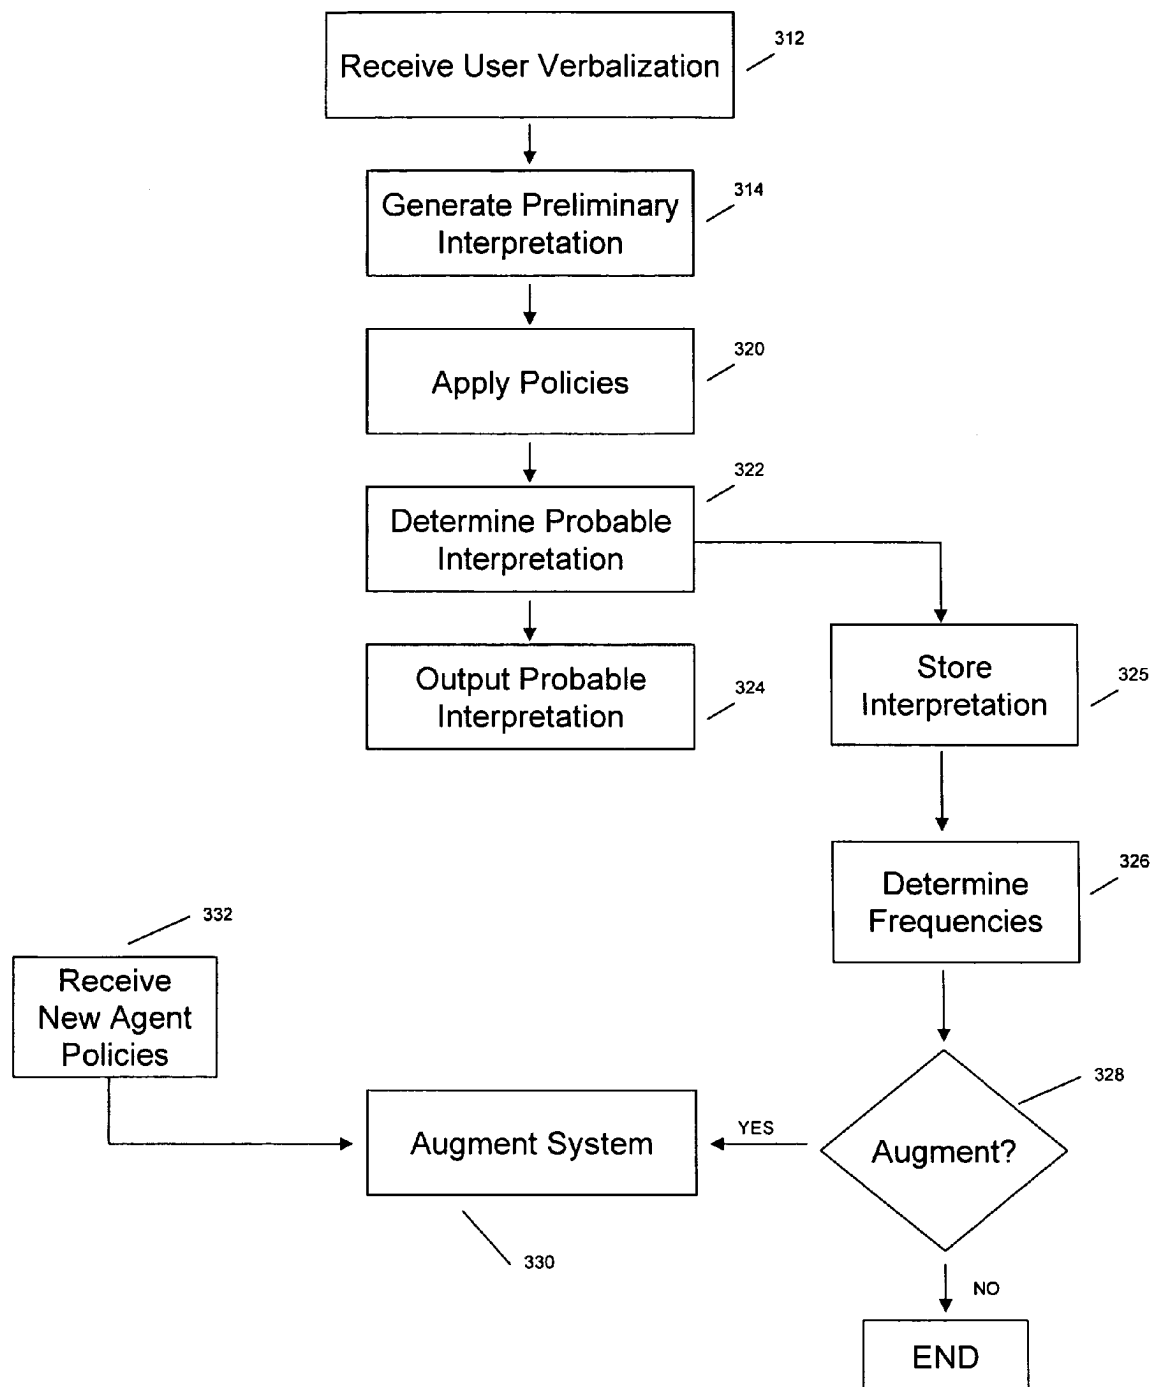 312
Receive User Verbalization
314
Generate Preliminary
Interpretation
320
Apply Policies
322
Determine Probable
Interpretation
Output Probable
Interpretation
324
Store
Interpretation
325
Determine
Frequencies
326
332
Receive
New Agent
Policies
328
Augment?
YES
Augment System
330
NO
END